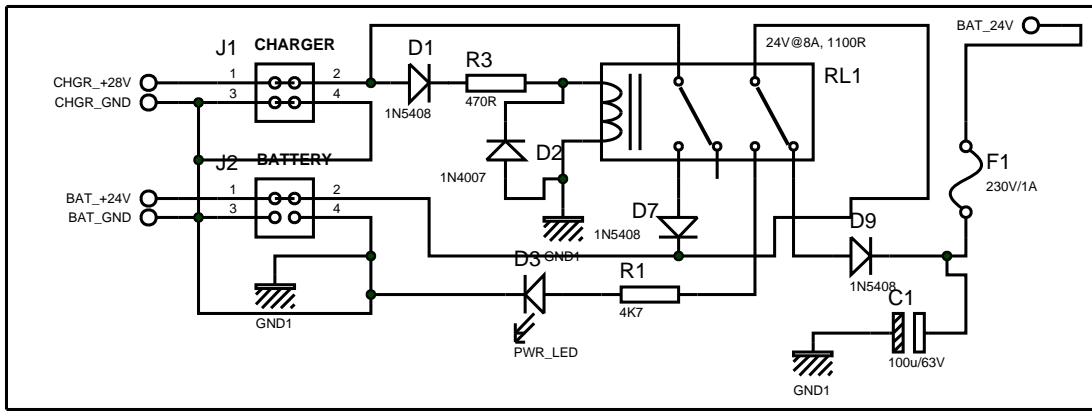 BAT_24V
J1 CHARGER
D1
24V@8A, 1100R
CHGR_+28V
1 2
R3
RL1
CHGR_GND
3 4
1N5408
470R
J2 BATTERY
D2
1N4007
F1
230V/1A
BAT_+24V
1 2
BAT_GND
3 4
D7
D9
1N5408
GND1
D3
R1
1N5408
C1
GND1
4K7
PWR_LED
100u/63V
GND1